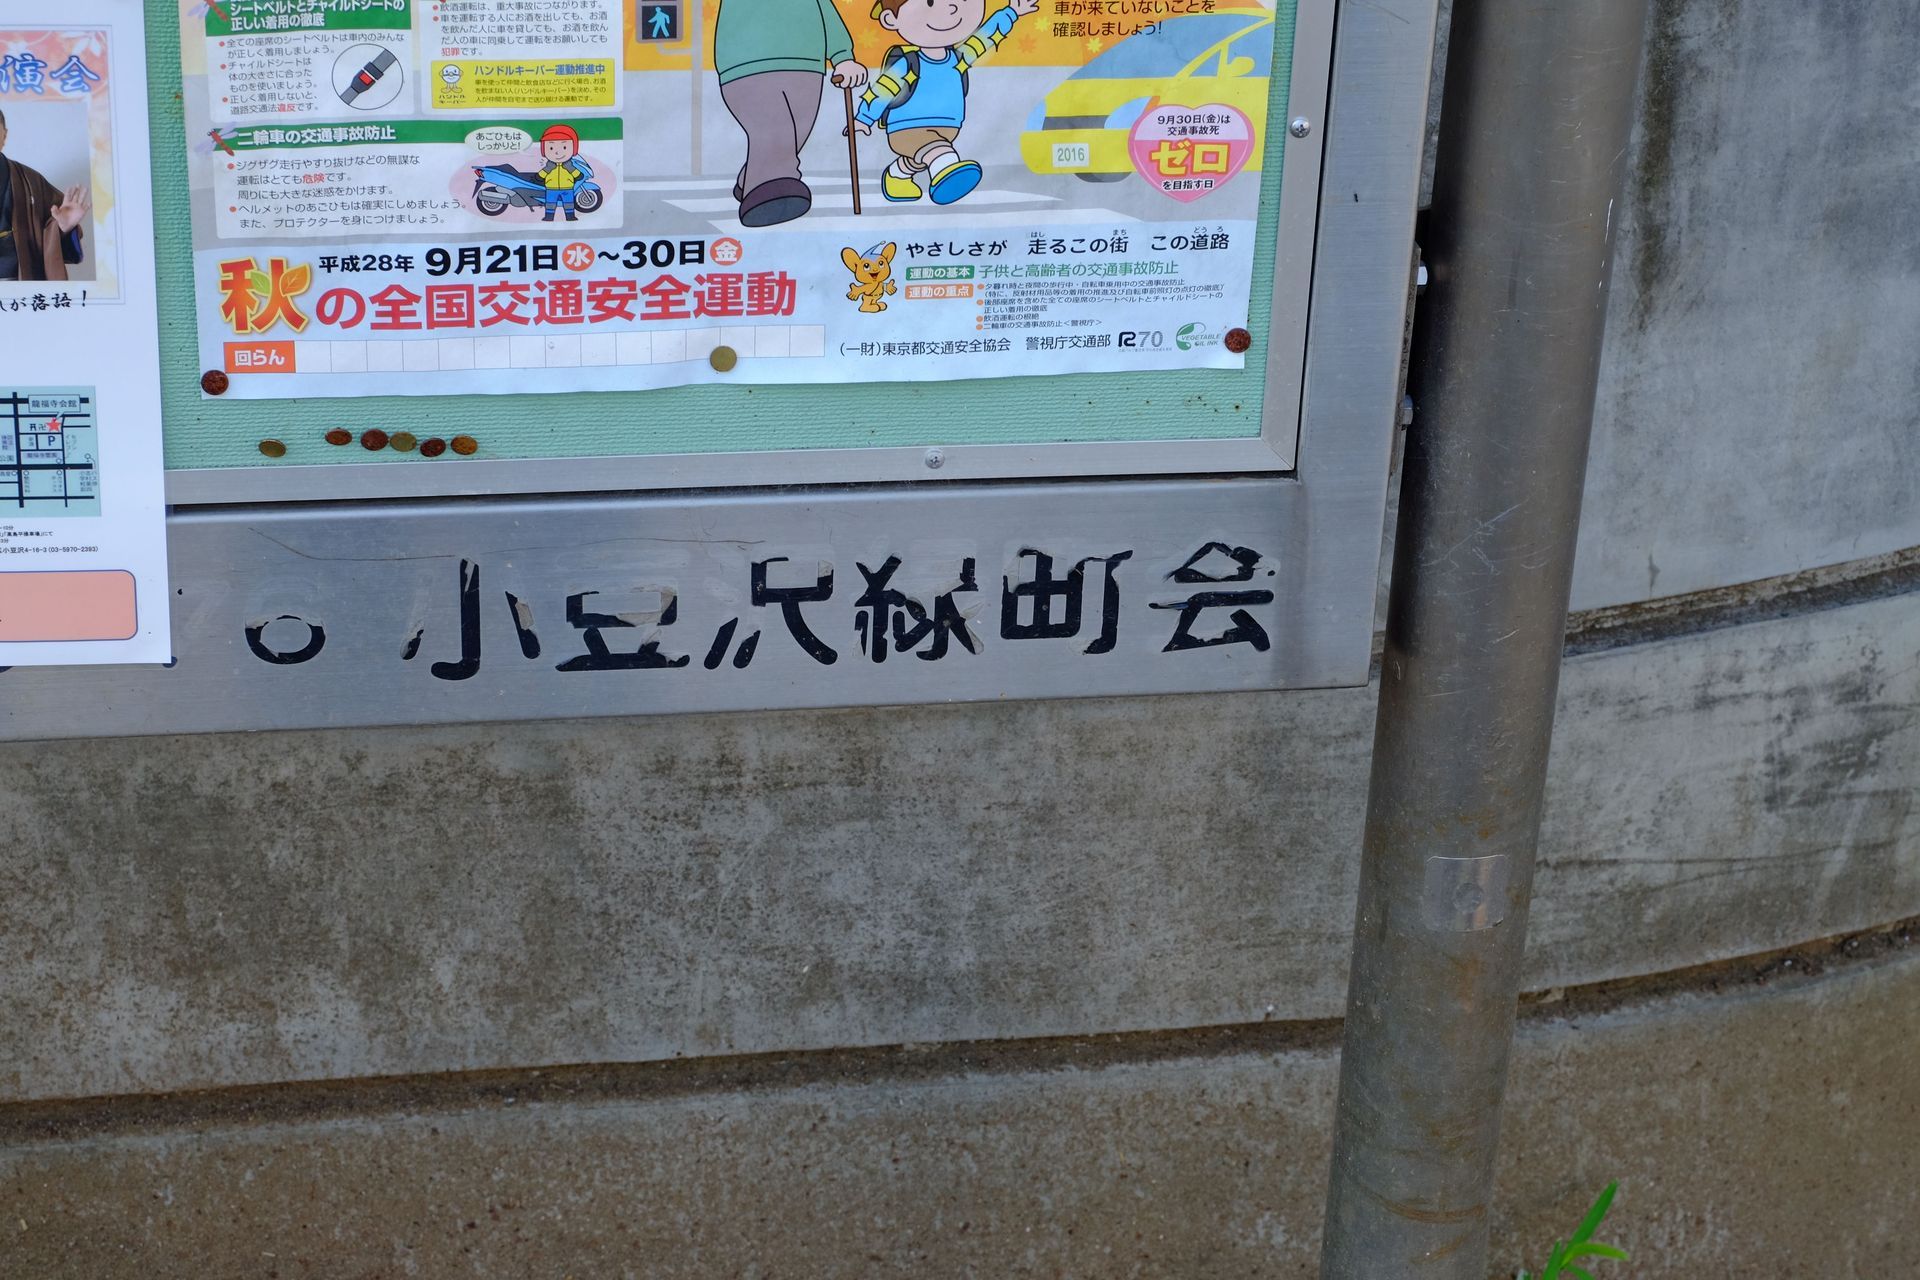 シートベルトとチャイルドシートの
正しい着用の徹底
全ての座席のシートベルトは車内のみんな
が正しく着用しましょう。
チャイルドシートは
体の大きさに合った
ものを使いましょう。
正しく着用しないと、
道路交通法違反です。
飲酒運転は、重大事故につながります。
車を運転する人にお酒を出しても、お酒
を飲んだ人に車を貸しても、お酒を飲ん
だ人の車に同乗して運転をお願いしても
犯罪です。
ハンドルキーパー運動推進中
車を使って仲間と飲食店などに行く場合、お酒
を飲まない人(ハンドルキーパー)を決め、その
人が仲間を自宅まで送り届ける運動です。
ハンドル
キーパー
二輪車の交通事故防止
ジグザグ走行やすり抜けなどの無謀な
運転はとても危険です。
周りにも大きな迷惑をかけます。
ヘルメットのあごひもは確実にしめましょう。
また、プロテクターを身につけましょう。
あごひもは
しっかりと!
車が来ていないことを
確認しましょう!
2016
9月30日(金)は
交通事故死
ゼロ
を目指す日
平成28年 9月21日水～30日金
秋の全国交通安全運動
回らん
やさしさが 走るこの街 この道路
はし まち どうろ
運動の基本 子供と高齢者の交通事故防止
運動の重点 夕暮れ時と夜間の歩行中・自転車乗用中の交通事故防止
(特に、反射材用品等の着用の推進及び自転車前照灯の点灯の徹底)
後部座席を含めた全ての座席のシートベルトとチャイルドシートの
正しい着用の徹底
飲酒運転の根絶
二輪車の交通事故防止<警視庁>
(一財)東京都交通安全協会 警視庁交通部 R70
VEGETABLE
OIL INK
演会
が落語!
龍福寺会館
P
小豆沢4-16-3 (03-5970-2393)
小豆沢緑町会